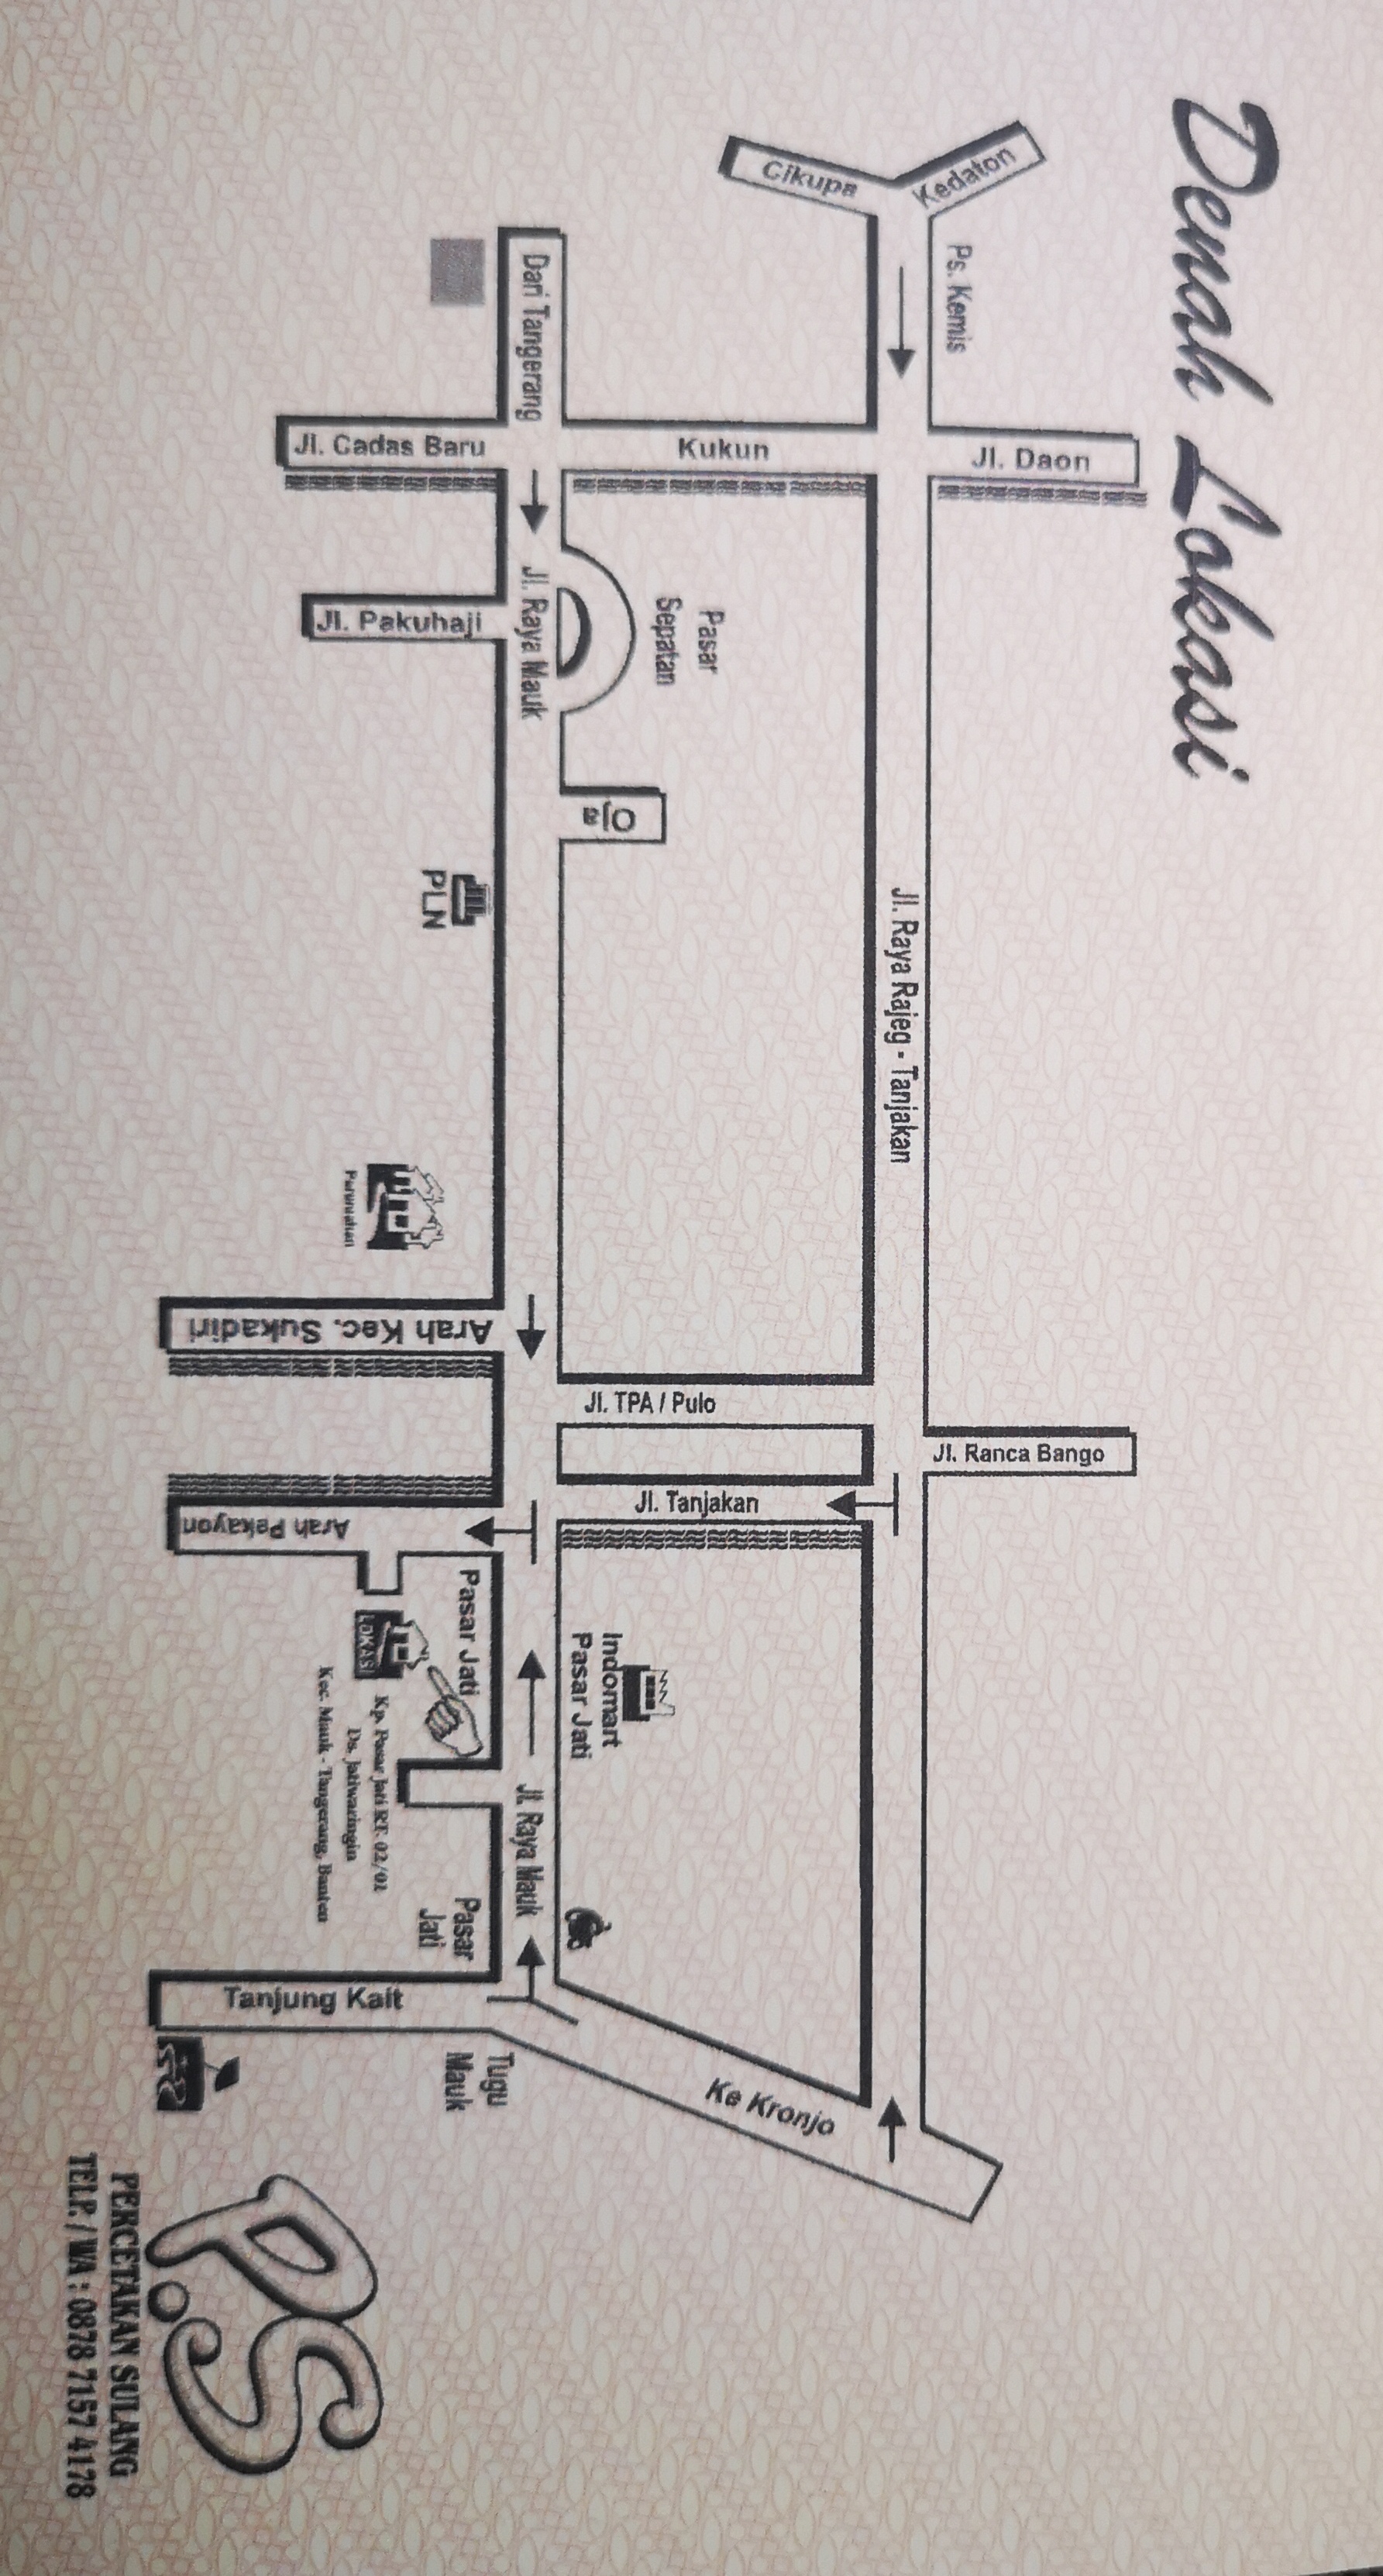 Denah Lokasi
Jl. Daon
Jl. Ranca Bango
Kedaton
Ps. Kemis
Jl. Raya Rajeg - Tanjakan
Cikupa
Kukun
Ke Kronjo
Pasar
Sepatan
Oja
Jl. TPA / Pulo
Jl. Tanjakan
Indomart
Pasar Jati
Dari Tangerang
Jl. Raya Mauk
Jl. Raya Mauk
Tugu
Mauk
Jl. Cadas Baru
Jl. Pakuhaji
PLN
Perumahan
Arah Kec. Sukadiri
Arah Pekayon
Pasar Jati
LOKASI
Kp. Pasar Jati RT. 02/01
Ds. Jatiwaringin
Kec. Mauk - Tangerang, Banten
Pasar
Jati
Tanjung Kait
P.S
PERCETAKAN SULANG
TELP. / WA : 0878 7157 4178